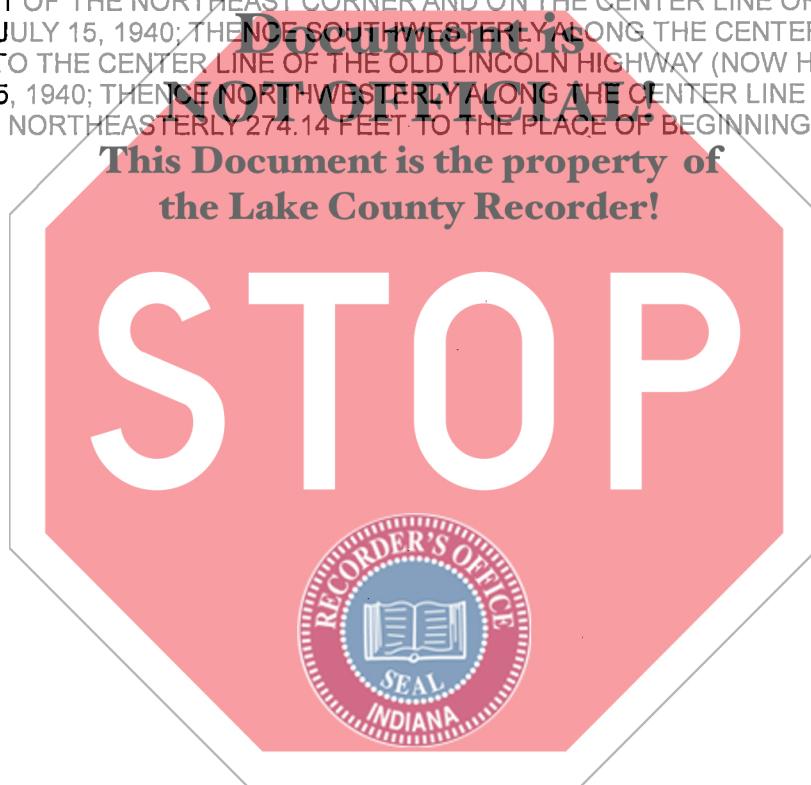 T OF THE NORTHEAST CORNER AND ON THE CENTER LINE OF
JULY 15, 1940; THENCE SOUTHWESTERLY ALONG THE CENTER
TO THE CENTER LINE OF THE OLD LINCOLN HIGHWAY (NOW H
5, 1940; THENCE NORTHWESTERLY ALONG THE CENTER LINE
NORTHEASTERLY 274.14 FEET TO THE PLACE OF BEGINNING
Document is
NOT OFFICIAL!
This Document is the property of
the Lake County Recorder!
STOP
RECORDER'S OFFICE
SEAL
INDIANA